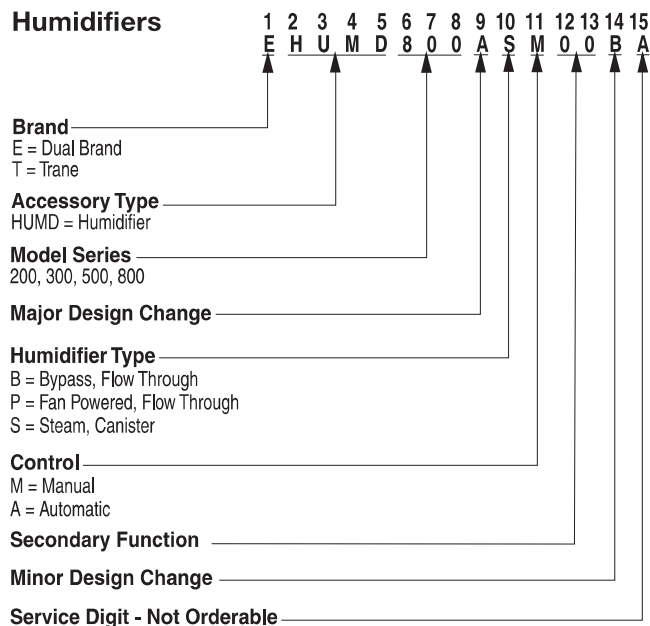 Humidifiers
1 2 3 4 5 6 7 8 9 10 11 12 13 14 15
E H U M D 8 0 0 A S M 0 0 B A
Brand
E = Dual Brand
T = Trane
Accessory Type
HUMD = Humidifier
Model Series
200, 300, 500, 800
Major Design Change
Humidifier Type
B = Bypass, Flow Through
P = Fan Powered, Flow Through
S = Steam, Canister
Control
M = Manual
A = Automatic
Secondary Function
Minor Design Change
Service Digit - Not Orderable